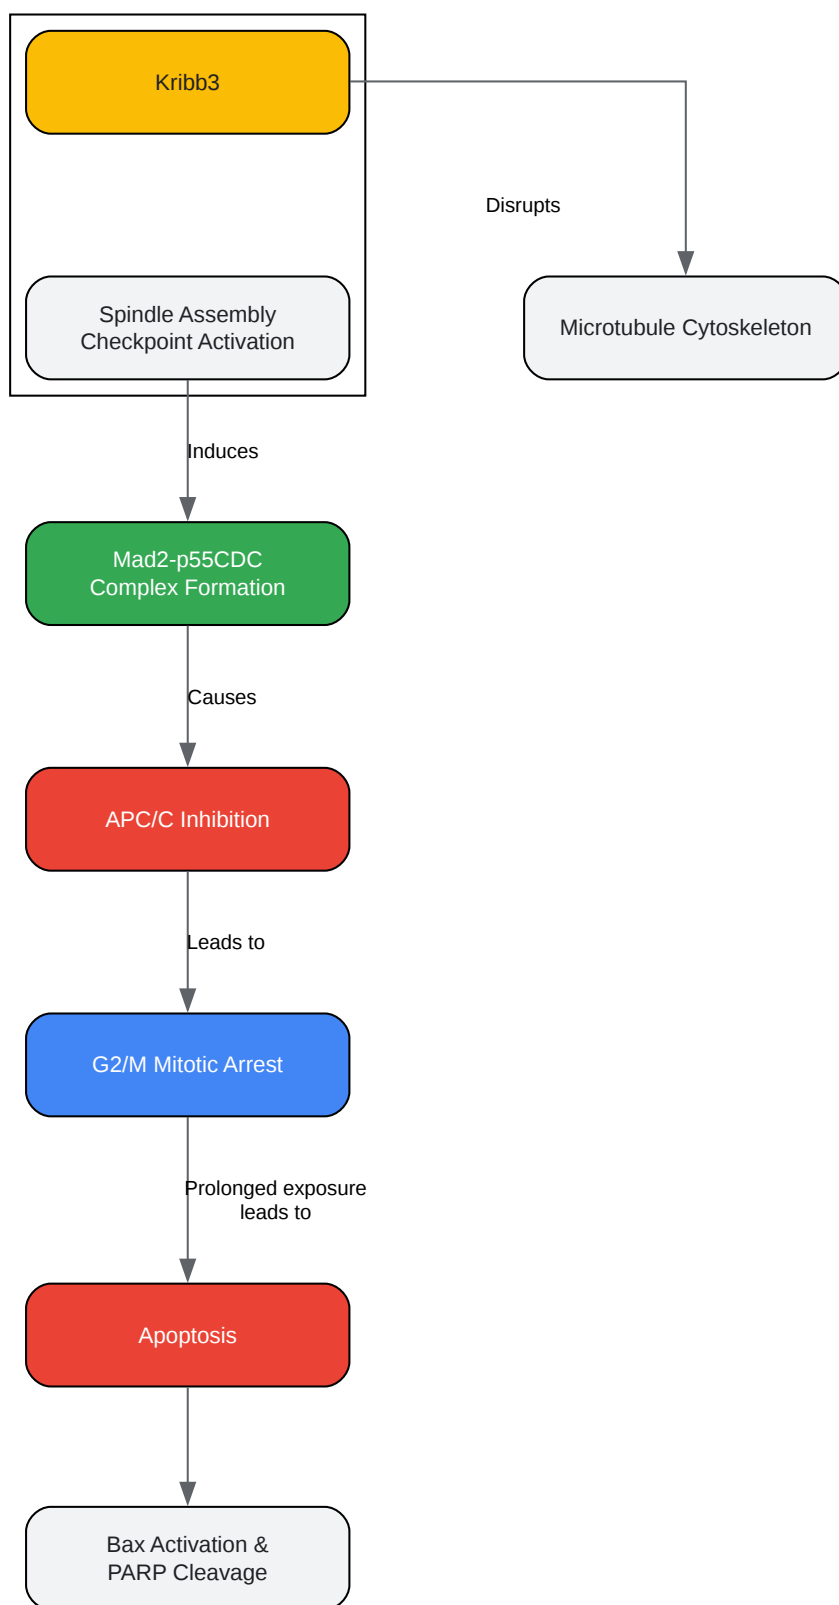 Kribb3
Disrupts
Spindle Assembly
Checkpoint Activation
Microtubule Cytoskeleton
Induces
Mad2-p55CDC
Complex Formation
Causes
APC/C Inhibition
Leads to
G2/M Mitotic Arrest
Prolonged exposure
leads to
Apoptosis
Bax Activation &
PARP Cleavage